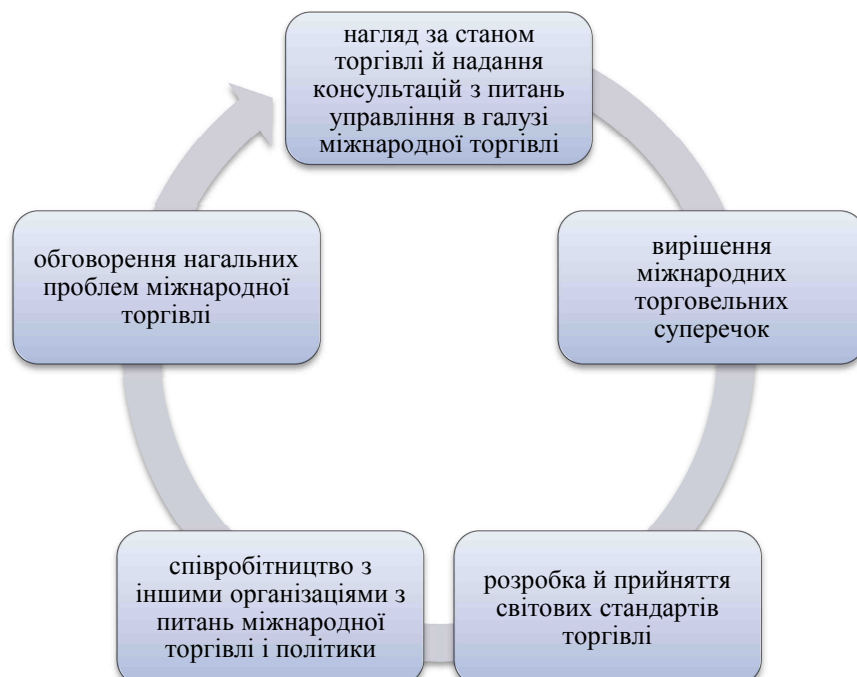 нагляд за станом
торгівлі й надання
консультацій з питань
управління в галузі
міжнародної торгівлі
вирішення
міжнародних
торговельних
суперечок
розробка й прийняття
світових стандартів
торгівлі
співробітництво з
іншими організаціями з
питань міжнародної
торгівлі і політики
обговорення нагальних
проблем міжнародної
торгівлі